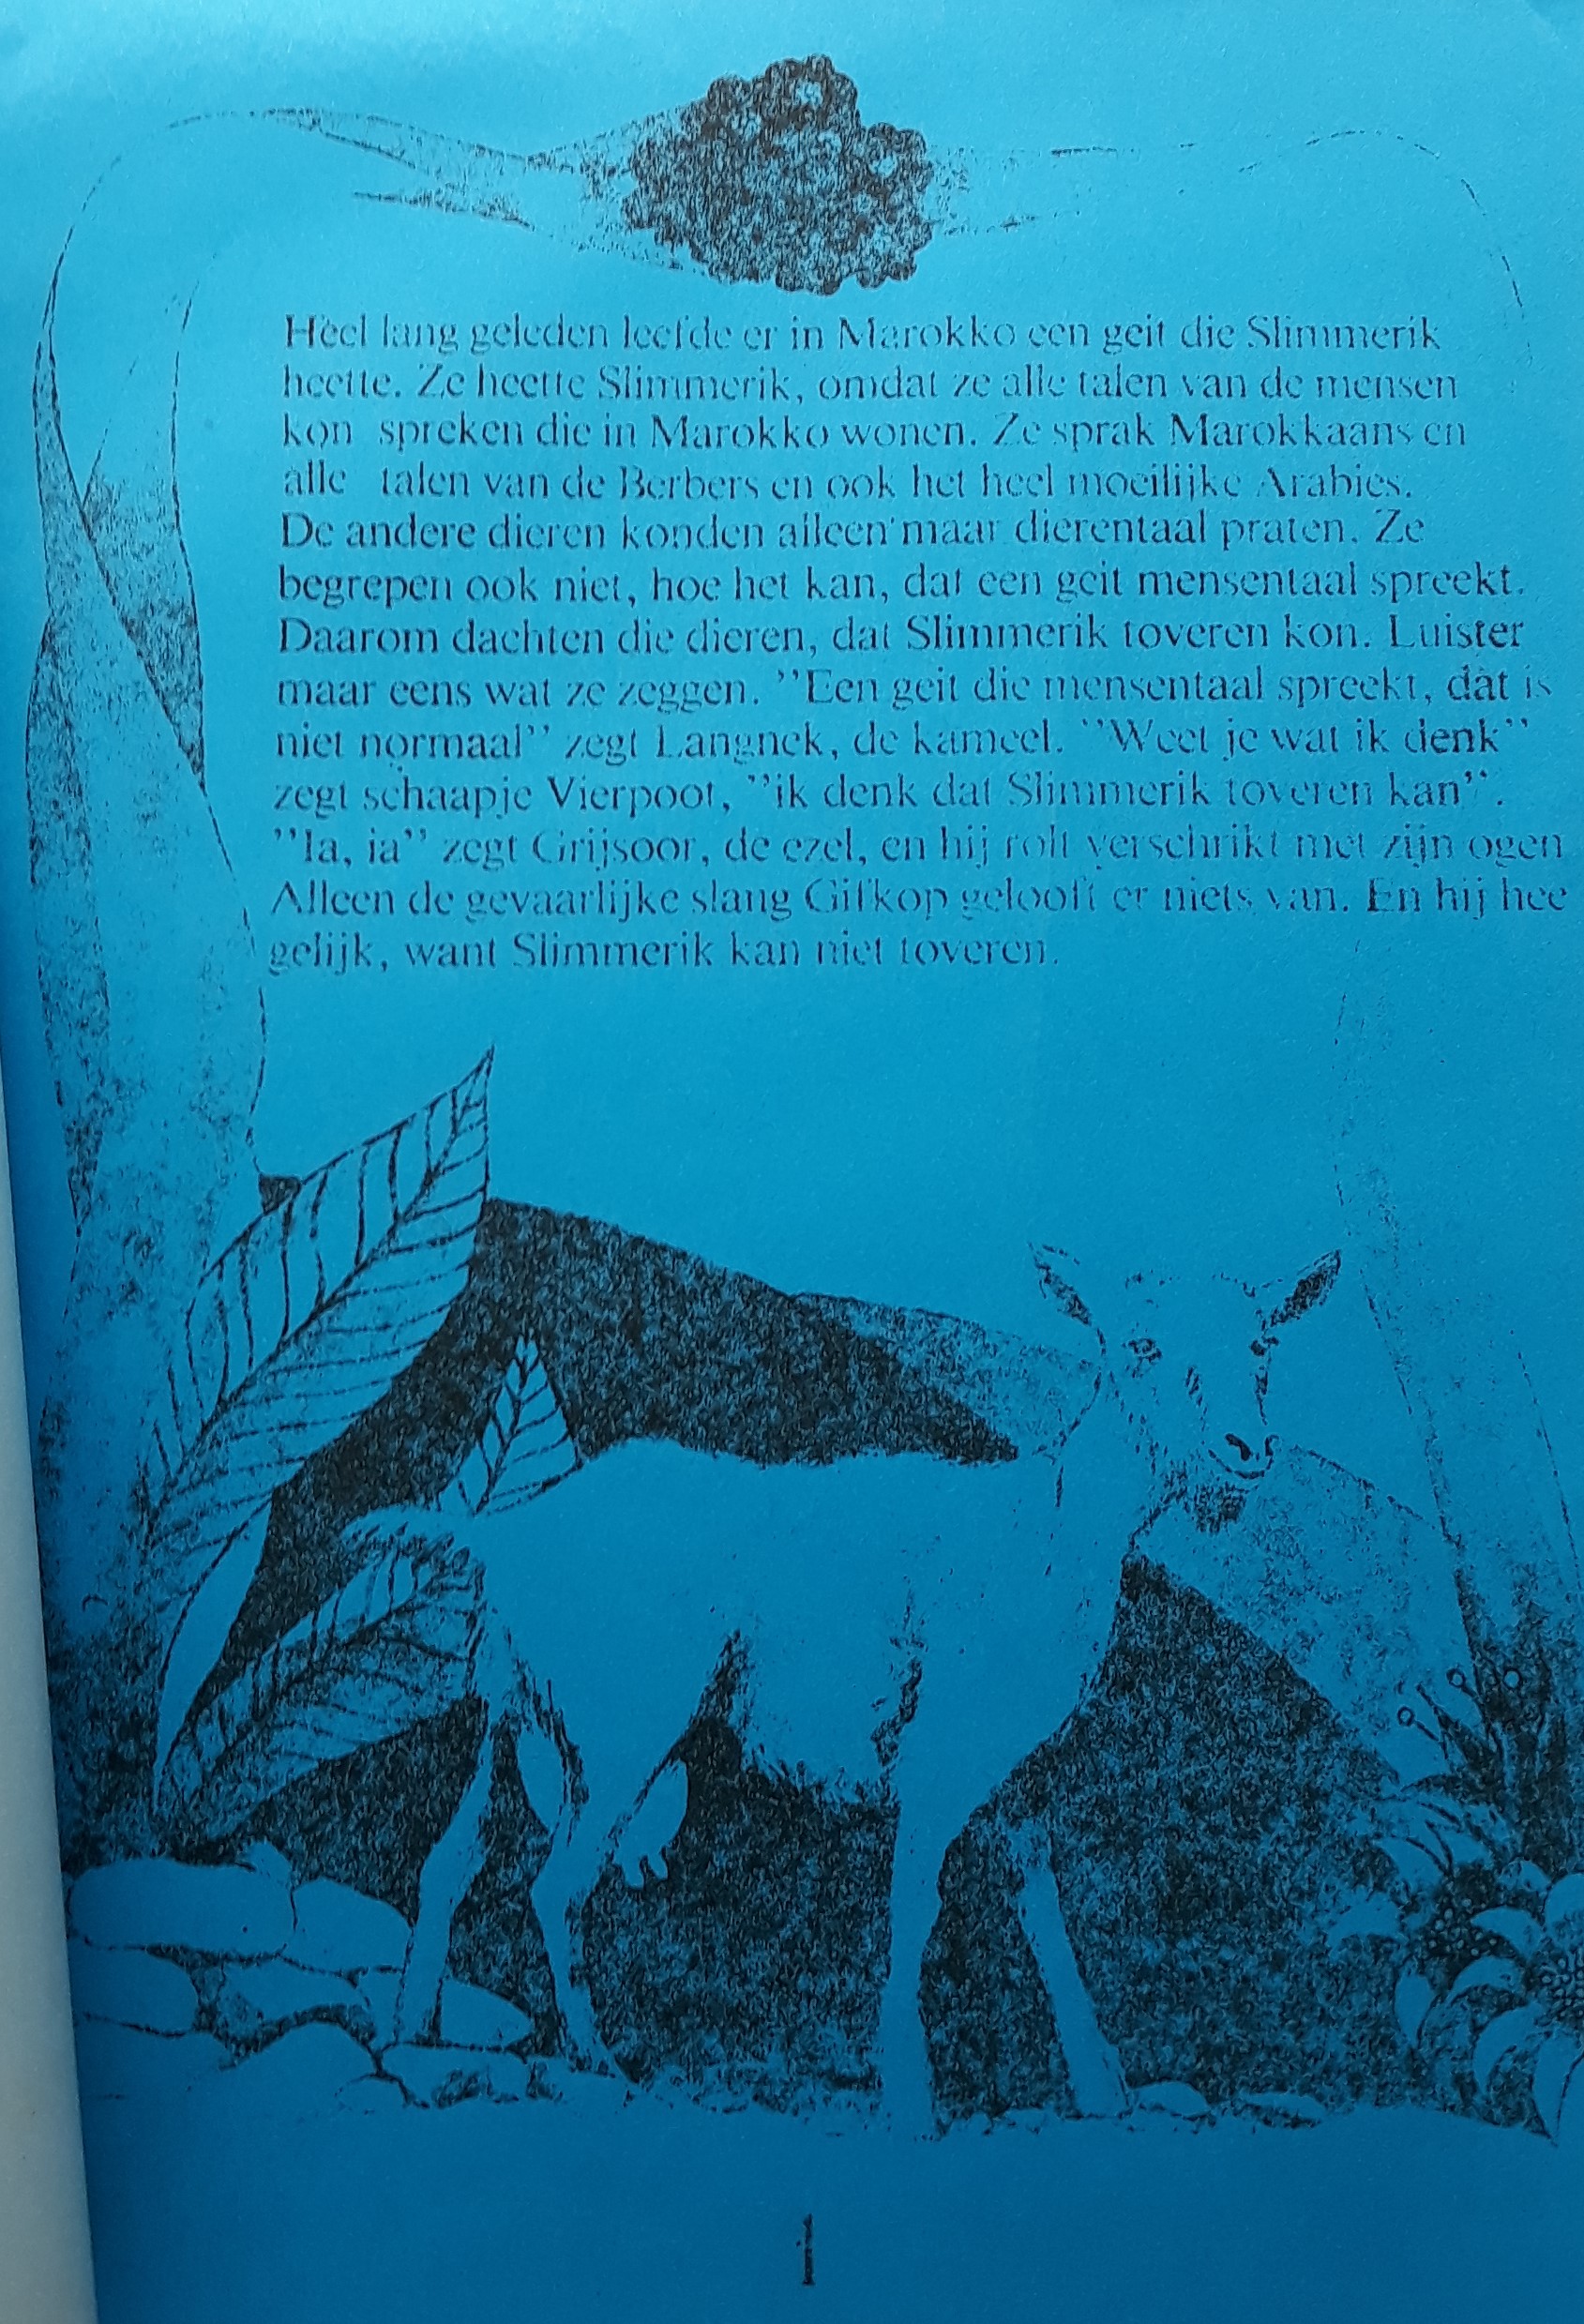 Héel lang geleden leefde er in Marokko een geit die Slimmerik
heette. Ze heette Slimmerik, omdat ze alle talen van de mensen
kon spreken die in Marokko wonen. Ze sprak Marokkaans en
alle talen van de Berbers en ook het heel moeilijke Arabies.
De andere dieren konden alleen maar dierentaal praten. Ze
begrepen ook niet, hoe het kan, dat een geit mensentaal spreekt.
Daarom dachten die dieren, dat Slimmerik toveren kon. Luister
maar eens wat ze zeggen. "Een geit die mensentaal spreekt, dàt is
niet normaal" zegt Langnek, de kameel. "Weet je wat ik denk"
zegt schaapje Vierpoot, "ik denk dat Slimmerik toveren kan".
"Ia, ia" zegt Grijsoor, de ezel, en hij rolt verschrikt met zijn ogen
Alleen de gevaarlijke slang Gifkop gelooft er niets van. En hij hee
gelijk, want Slimmerik kan niet toveren.
1